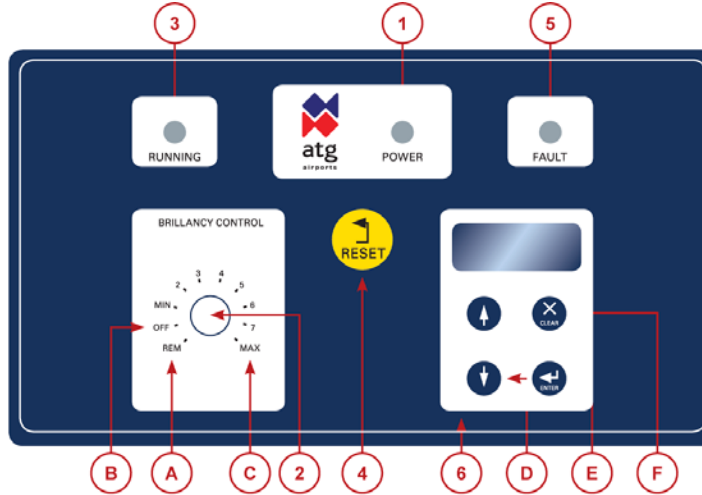 3
1
5
RUNNING
atg
airports
POWER
FAULT
BRILLANCY CONTROL
RESET
3 4
2 5
MIN 6
OFF 7
REM MAX
CLEAR
ENTER
B
A
C
2
4
6
D
E
F